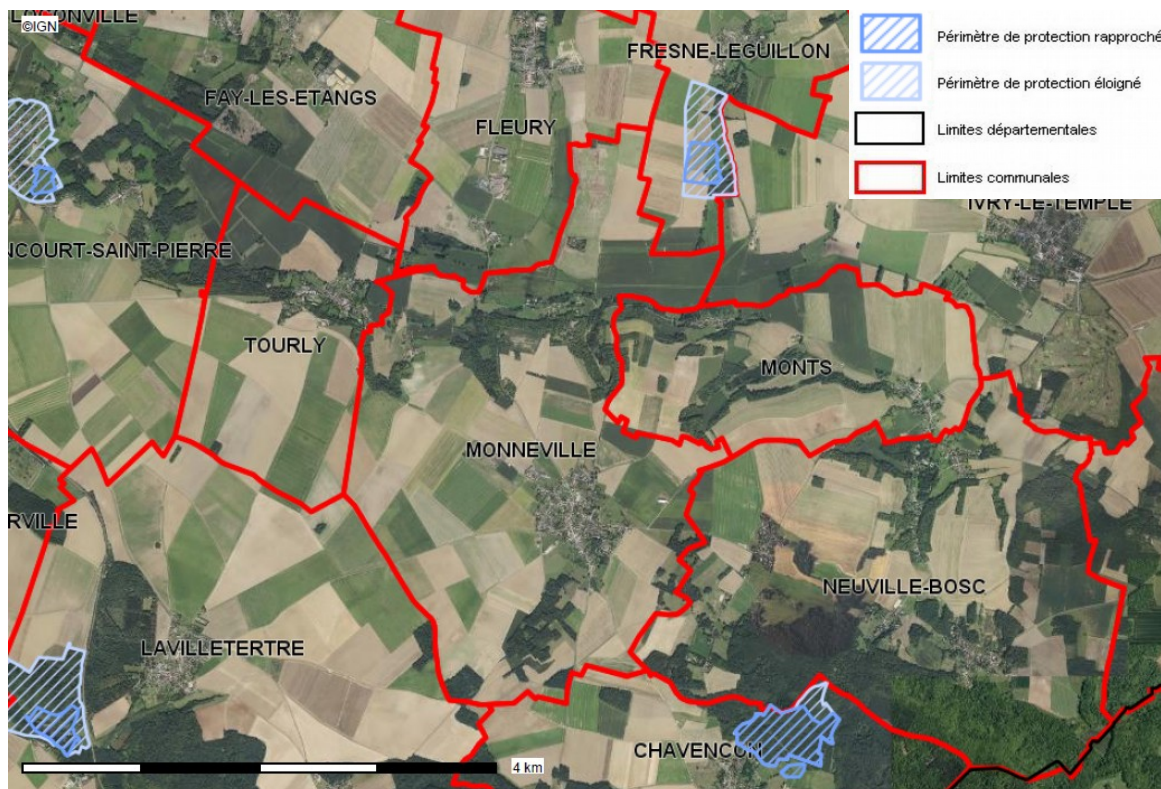 ©IGN
LOCONVILLE
FRESNE-LEGUILLON
Périmètre de protection rapproché
Périmètre de protection éloigné
Limites départementales
Limites communales
FAY-LES-ETANGS
FLEURY
IVRY-LE-TEMPLE
NCOURT-SAINT-PIERRE
TOURLY
MONTS
MONNEVILLE
RVILLE
NEUVILLE-BOSC
LAVILLETERTRE
CHAVENCON
4 km